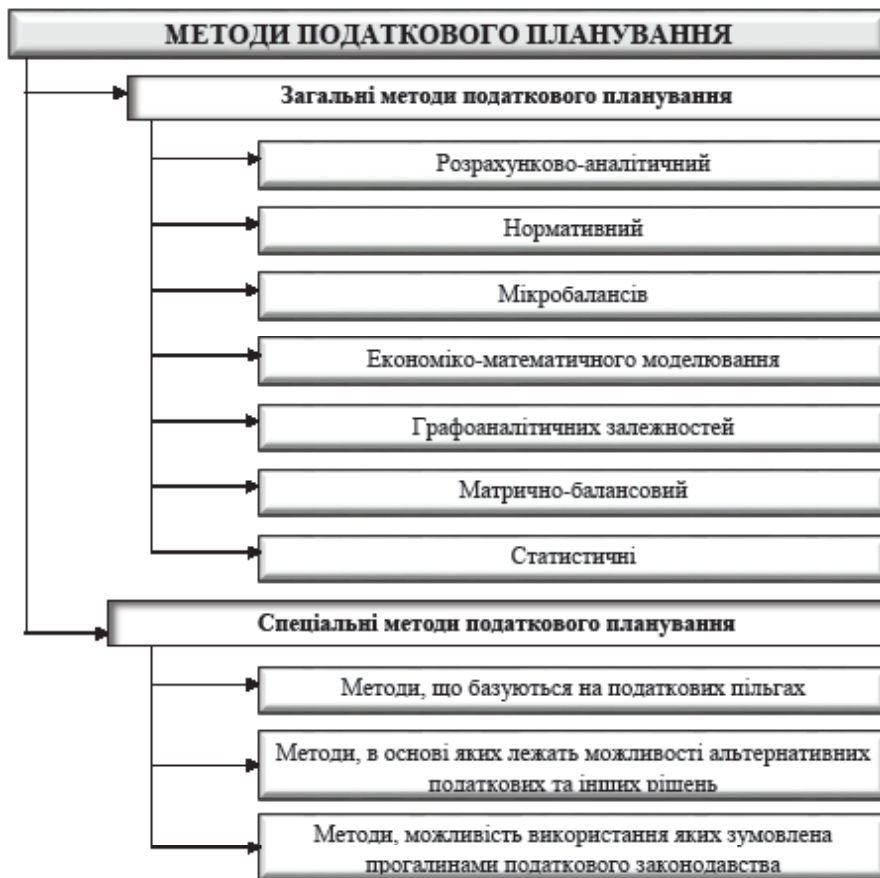 МЕТОДИ ПОДАТКОВОГО ПЛАНУВАННЯ
Загальні методи податкового планування
Розрахунково-аналітичний
Нормативний
Мікробалансів
Економіко-математичного моделювання
Графоаналітичних залежностей
Матрично-балансовий
Статистичні
Спеціальні методи податкового планування
Методи, що базуються на податкових пільгах
Методи, в основі яких лежать можливості альтернативних
податкових та інших рішень
Методи, можливість використання яких зумовлена
прогалинами податкового законодавства